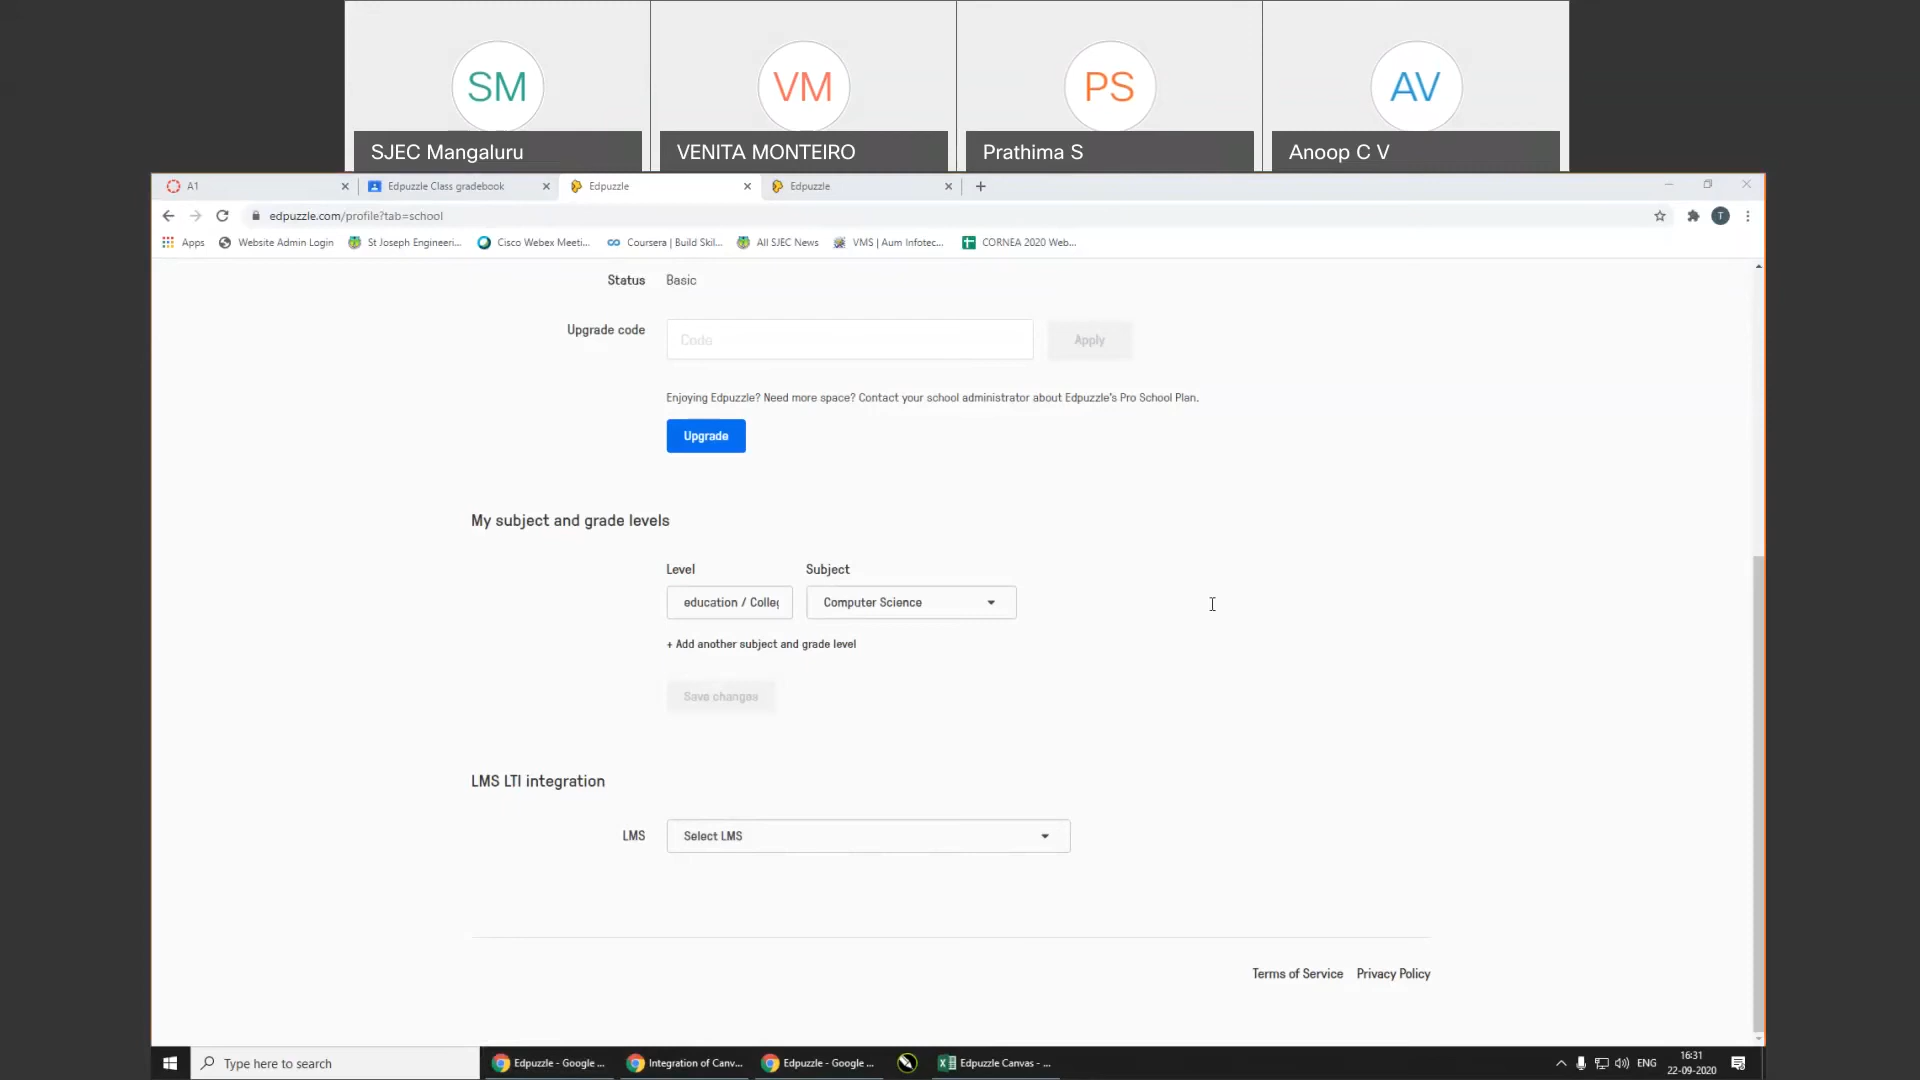 SM
VM
PS
AV
SJEC Mangaluru
VENITA MONTEIRO
Prathima S
Anoop C V
A1
Edpuzzle Class gradebook
Edpuzzle
Edpuzzle
edpuzzle.com/profile?tab=school
T
Apps
Website Admin Login
St Joseph Engineeri...
Cisco Webex Meeti...
Coursera | Build Skil...
All SJEC News
VMS | Aum Infotec...
CORNEA 2020 Web...
Status Basic
Upgrade code
Code
Apply
Enjoying Edpuzzle? Need more space? Contact your school administrator about Edpuzzle's Pro School Plan.
Upgrade
My subject and grade levels
Level Subject
education / Colleg
Computer Science
+ Add another subject and grade level
Save changes
LMS LTI integration
LMS
Select LMS
Terms of Service Privacy Policy
Type here to search
Edpuzzle - Google ...
Integration of Canv...
Edpuzzle - Google ...
Edpuzzle Canvas - ...
ENG
16:31
22-09-2020